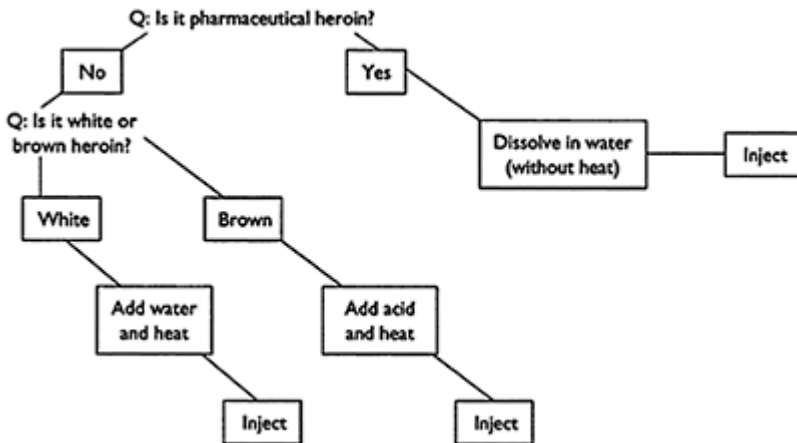 Q: Is it pharmaceutical heroin?
No
Yes
Q: Is it white or
brown heroin?
Dissolve in water
(without heat)
Inject
White
Brown
Add water
and heat
Add acid
and heat
Inject
Inject